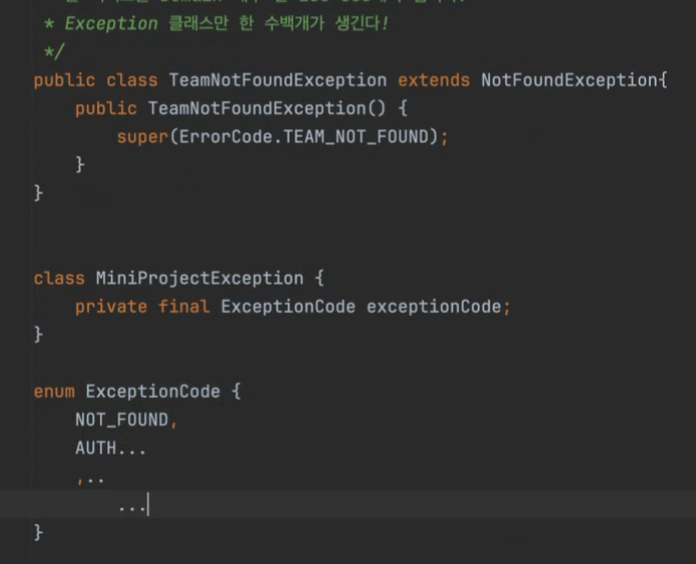 * Exception 클래스만 한 수백개가 생긴다!
*/
public class TeamNotFoundException extends NotFoundException{
public TeamNotFoundException() {
super(ErrorCode.TEAM_NOT_FOUND);
}
}
class MiniProjectException {
private final ExceptionCode exceptionCode;
}
enum ExceptionCode {
NOT_FOUND,
AUTH...
,..
...
}